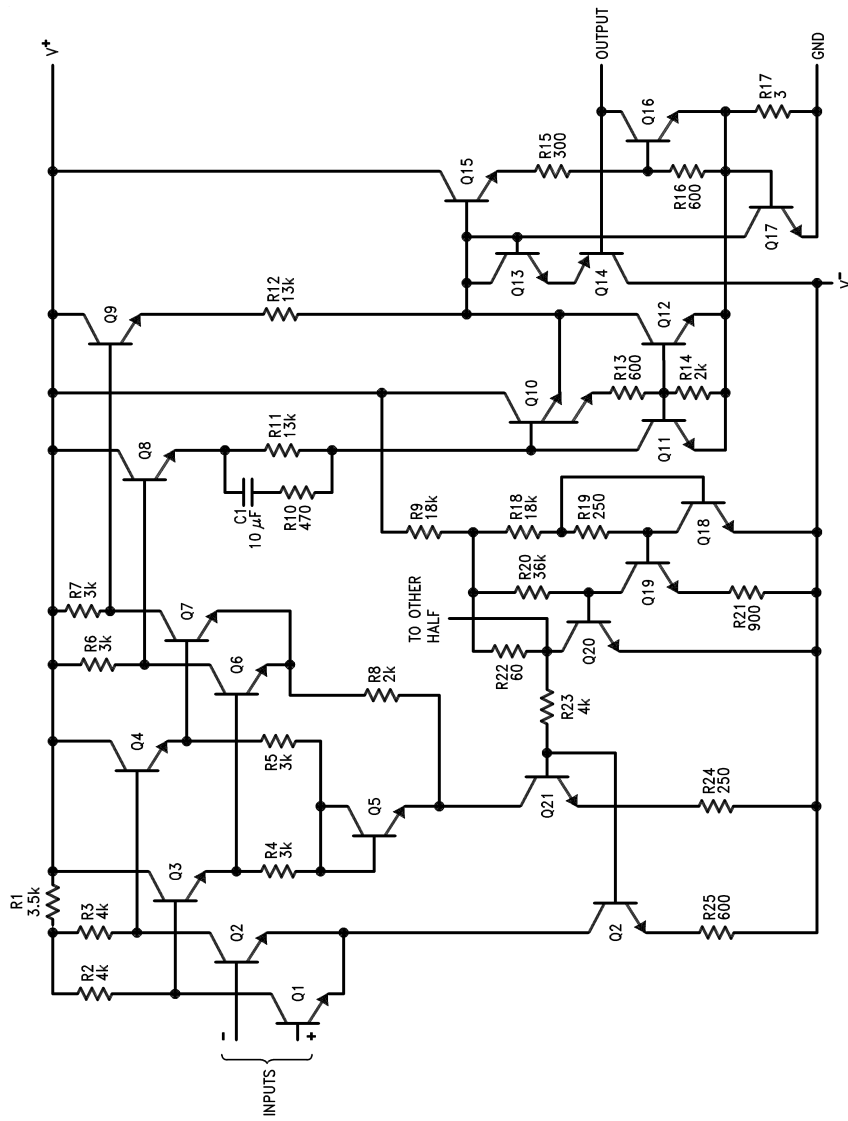 V+
R1
3.5k
R2
4k
R3
4k
R7
3k
R6
3k
Q9
Q8
Q4
Q3
Q7
Q6
Q2
Q1
-
+
INPUTS
R4
3k
R5
3k
Q5
R8
2k
C1
10 μF
R10
470
R11
13k
R12
13k
Q15
R15
300
Q10
Q13
Q14
OUTPUT
Q16
R9
18k
TO OTHER
HALF
R18
18k
R19
250
R20
36k
R22
60
R23
4k
Q21
Q2
Q20
Q19
Q18
Q11
R13
600
R14
2k
Q12
R16
600
Q17
R17
3
R21
900
R24
250
R25
600
V-
GND